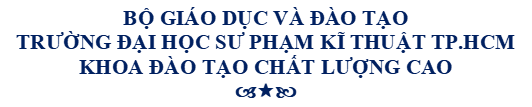 BỘ GIÁO DỤC VÀ ĐÀO TẠO
TRƯỜNG ĐẠI HỌC SƯ PHẠM KĨ THUẬT TP.HCM
KHOA ĐÀO TẠO CHẤT LƯỢNG CAO